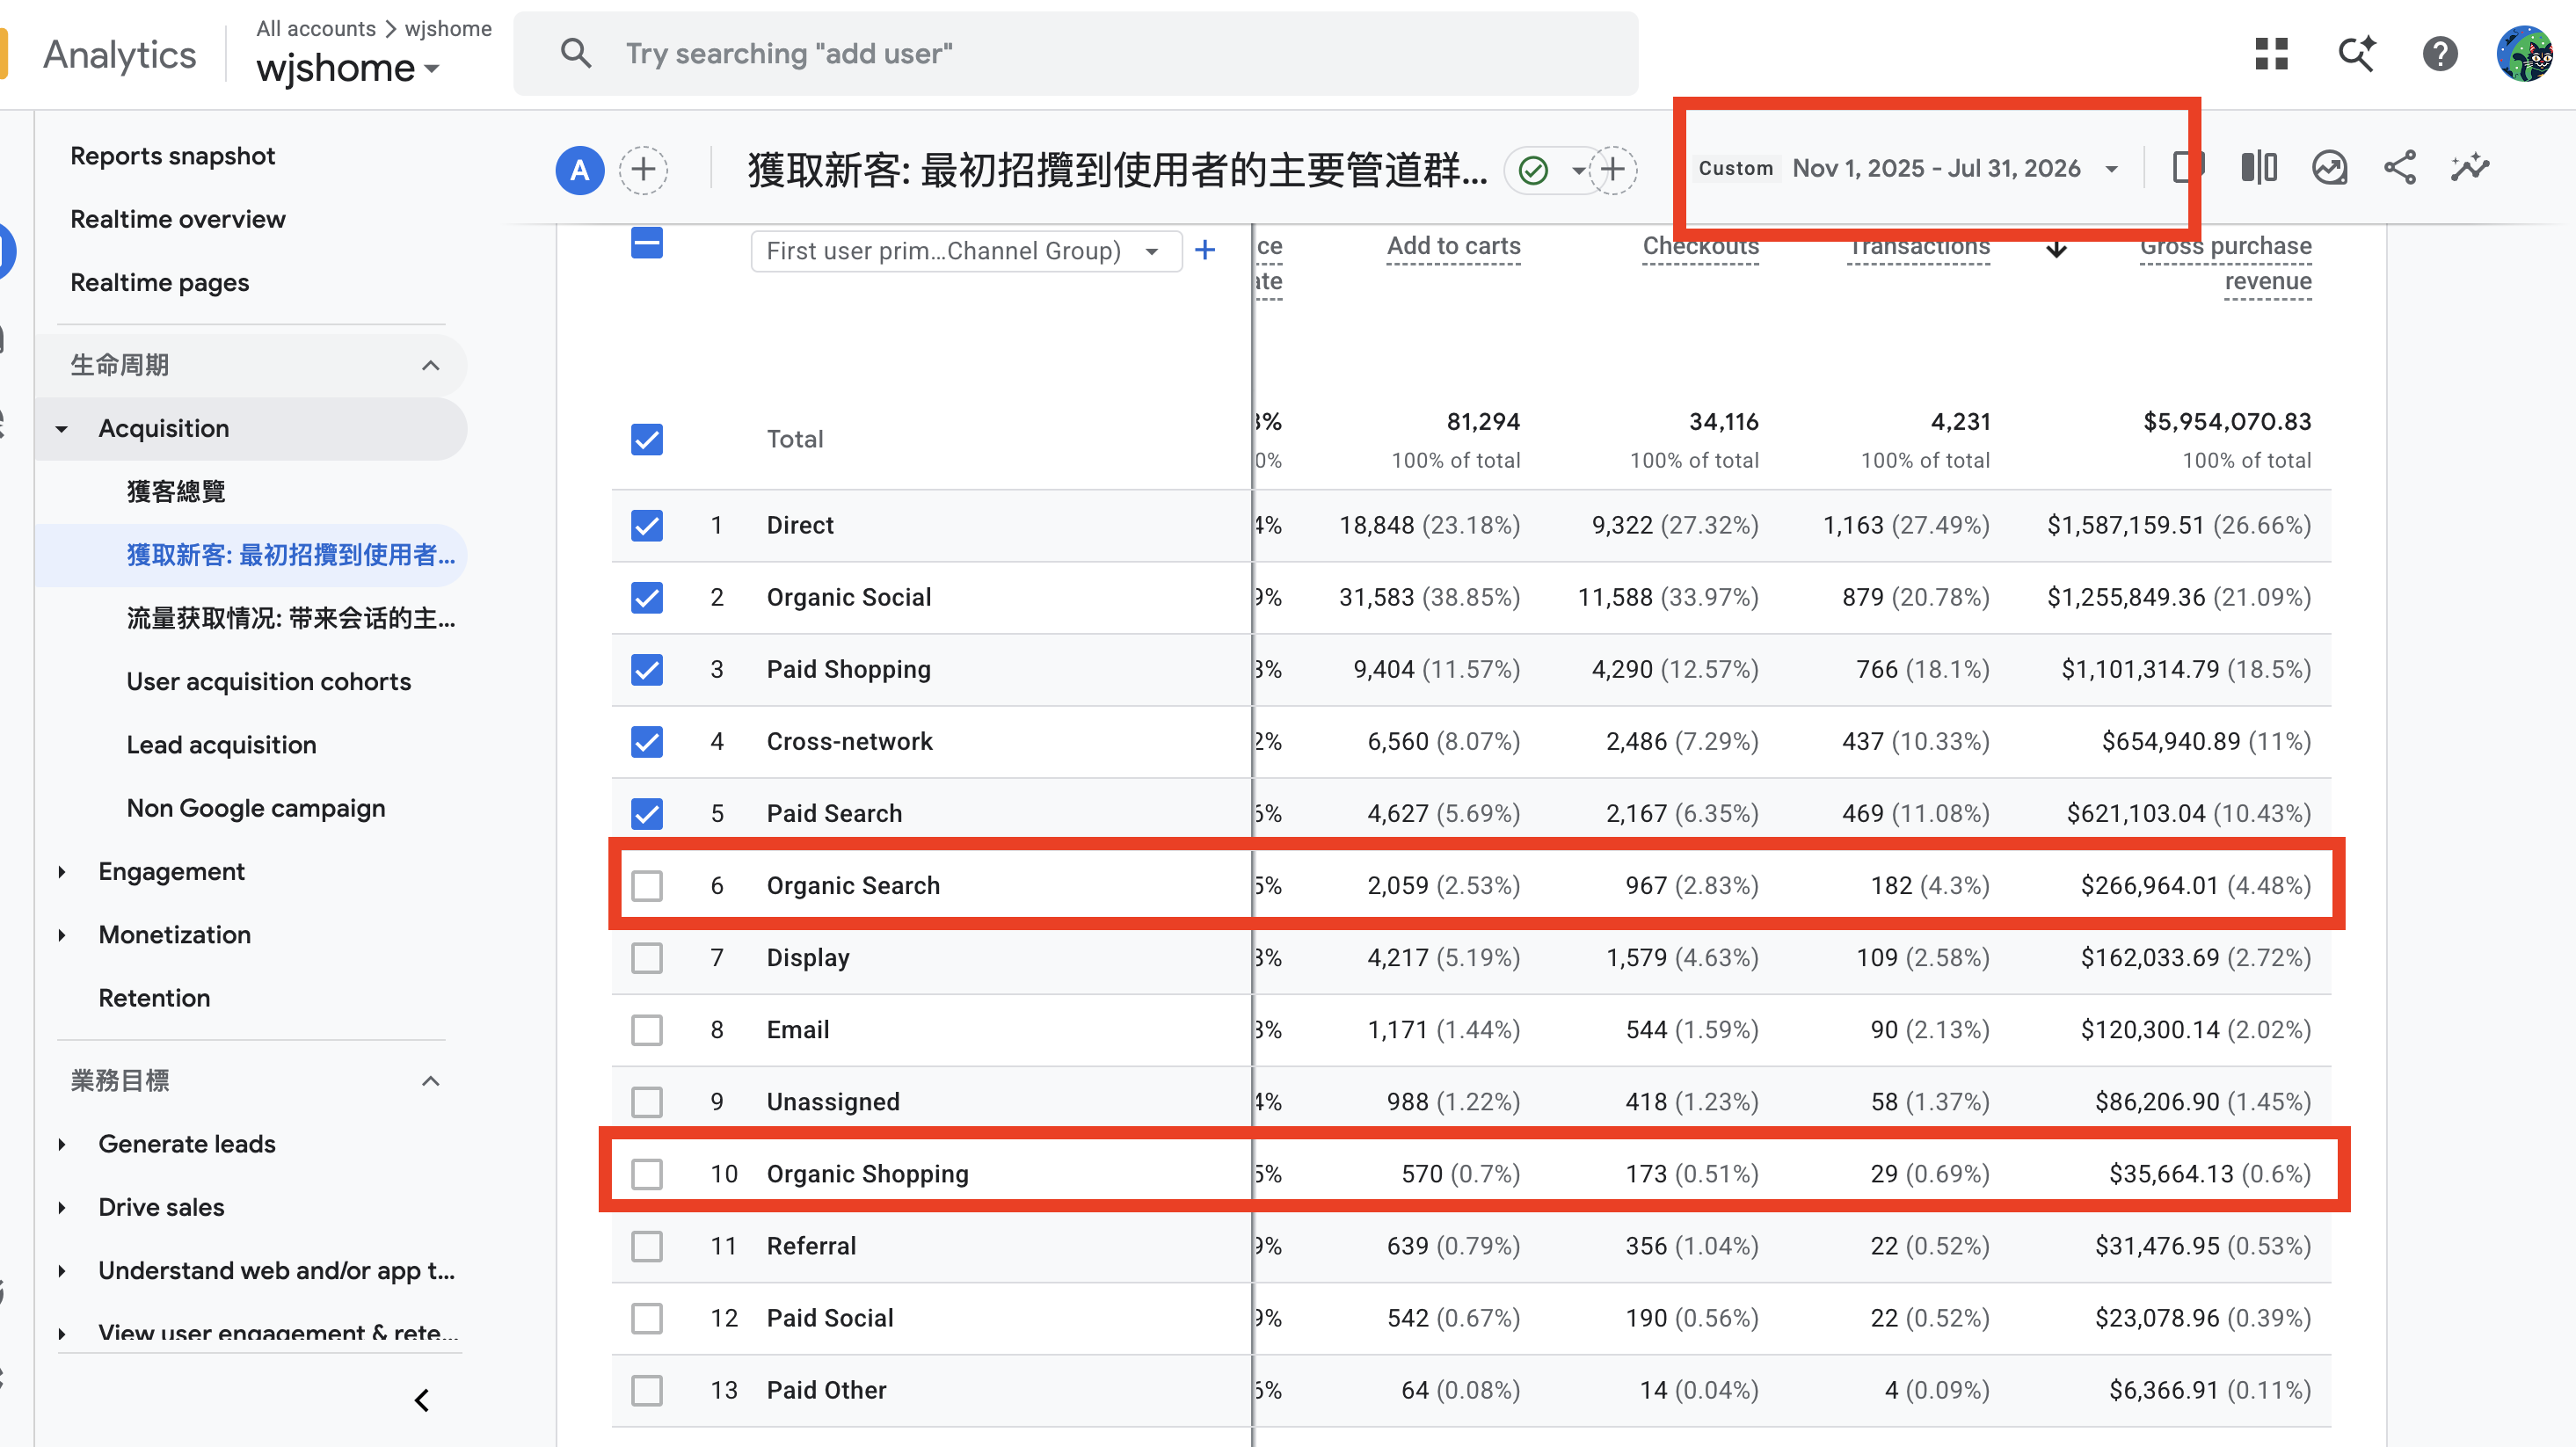 All accounts > wjshome
Analytics
wjshome
Try searching "add user"
Reports snapshot
Realtime overview
Realtime pages
生命周期
Acquisition
獲客總覽
獲取新客: 最初招攬到使用者...
流量获取情况: 带来会话的主...
User acquisition cohorts
Lead acquisition
Non Google campaign
Engagement
Monetization
Retention
業務目標
Generate leads
Drive sales
Understand web and/or app t...
View user engagement & rete...
A
獲取新客: 最初招攬到使用者的主要管道群...
Custom Nov 1, 2025 - Jul 31, 2026
First user prim...Channel Group)
Add to carts Checkouts Transactions Gross purchase
revenue
Total 81,294 34,116 4,231 $5,954,070.83
0% 100% of total 100% of total 100% of total 100% of total
1 Direct 4% 18,848 (23.18%) 9,322 (27.32%) 1,163 (27.49%) $1,587,159.51 (26.66%)
2 Organic Social 9% 31,583 (38.85%) 11,588 (33.97%) 879 (20.78%) $1,255,849.36 (21.09%)
3 Paid Shopping 9,404 (11.57%) 4,290 (12.57%) 766 (18.1%) $1,101,314.79 (18.5%)
4 Cross-network 2% 6,560 (8.07%) 2,486 (7.29%) 437 (10.33%) $654,940.89 (11%)
5 Paid Search 4,627 (5.69%) 2,167 (6.35%) 469 (11.08%) $621,103.04 (10.43%)
6 Organic Search 5% 2,059 (2.53%) 967 (2.83%) 182 (4.3%) $266,964.01 (4.48%)
7 Display 4,217 (5.19%) 1,579 (4.63%) 109 (2.58%) $162,033.69 (2.72%)
8 Email 1,171 (1.44%) 544 (1.59%) 90 (2.13%) $120,300.14 (2.02%)
9 Unassigned 4% 988 (1.22%) 418 (1.23%) 58 (1.37%) $86,206.90 (1.45%)
10 Organic Shopping 5% 570 (0.7%) 173 (0.51%) 29 (0.69%) $35,664.13 (0.6%)
11 Referral 9% 639 (0.79%) 356 (1.04%) 22 (0.52%) $31,476.95 (0.53%)
12 Paid Social 9% 542 (0.67%) 190 (0.56%) 22 (0.52%) $23,078.96 (0.39%)
13 Paid Other 64 (0.08%) 14 (0.04%) 4 (0.09%) $6,366.91 (0.11%)